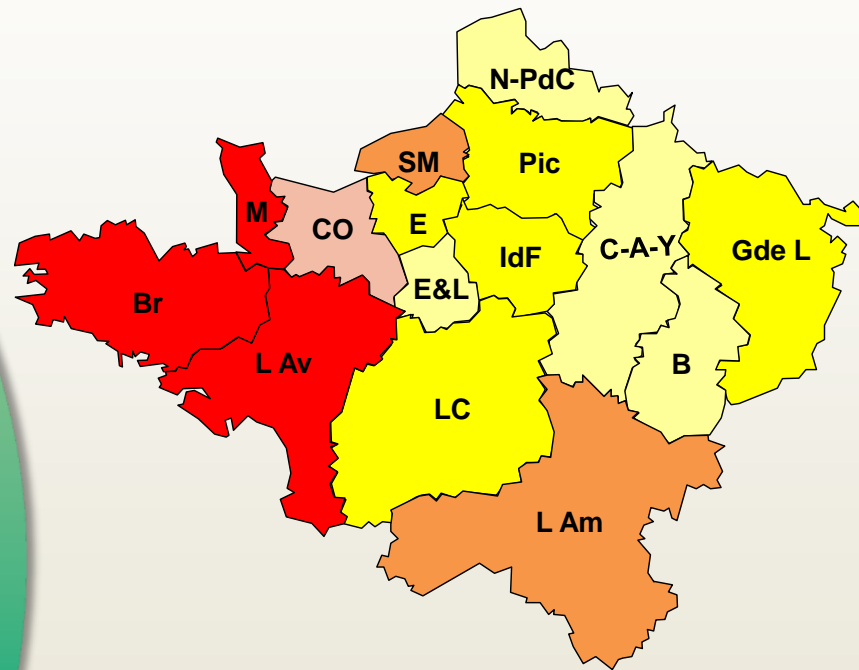 N-PdC
SM
Pic
M
CO
E
IdF
C-A-Y
Gde L
Br
E&L
L Av
B
LC
L Am